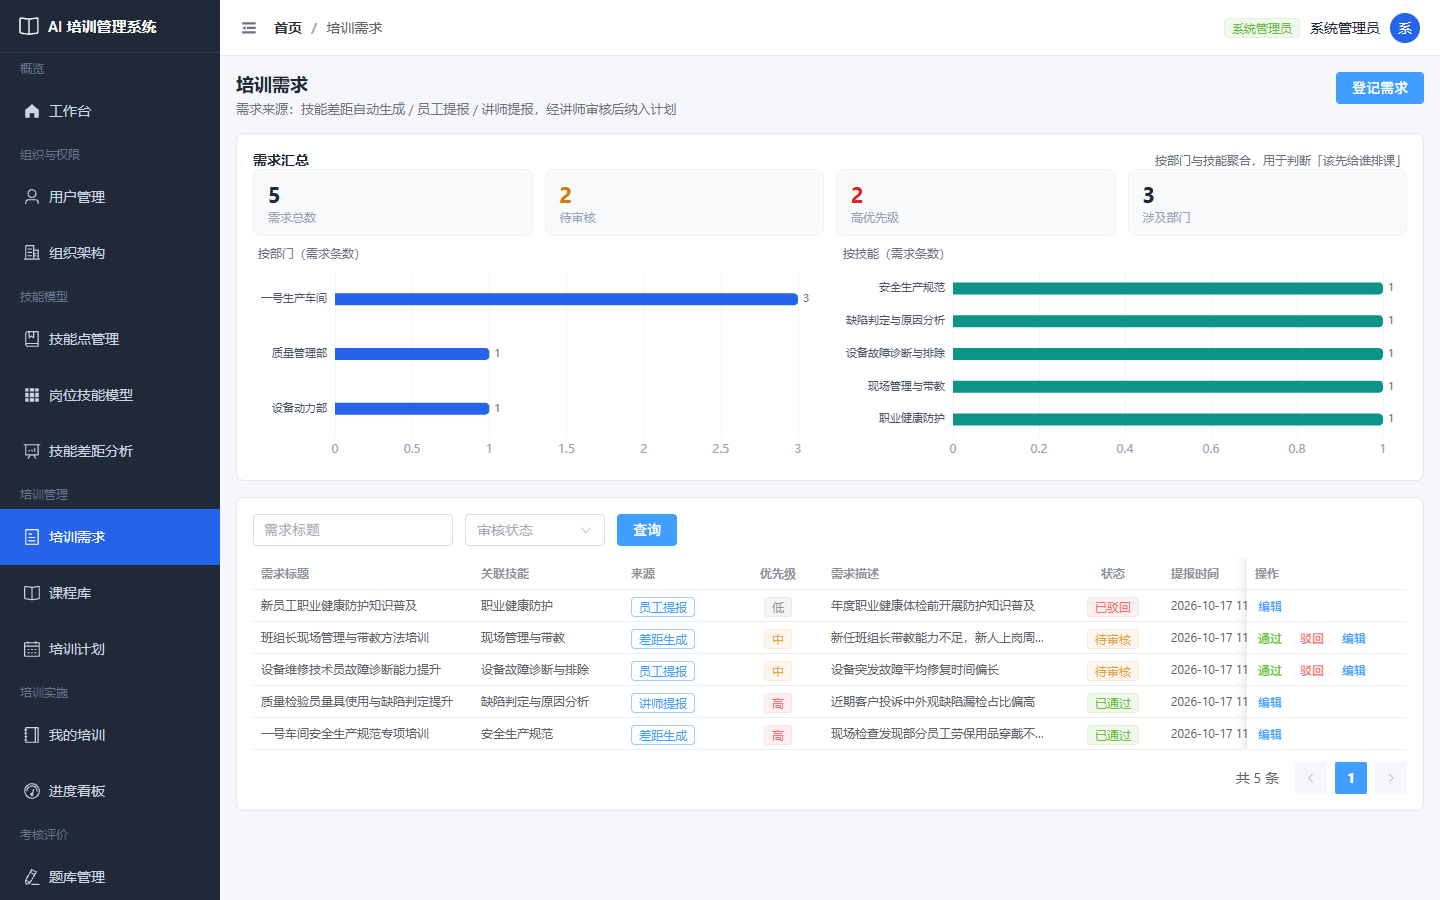 AI 培训管理系统
概览
工作台
组织与权限
用户管理
组织架构
技能模型
技能点管理
岗位技能模型
技能差距分析
培训管理
培训需求
课程库
培训计划
培训实施
我的培训
进度看板
考核评价
题库管理
首页 / 培训需求
系统管理员 系统管理员 系
培训需求
需求来源：技能差距自动生成 / 员工提报 / 讲师提报，经讲师审核后纳入计划
登记需求
需求汇总
按部门与技能聚合，用于判断「该先给谁排课」
5
需求总数
2
待审核
2
高优先级
3
涉及部门
按部门（需求条数）
一号生产车间 3
质量管理部 1
设备动力部 1
0 0.5 1 1.5 2 2.5 3
按技能（需求条数）
安全生产规范 1
缺陷判定与原因分析 1
设备故障诊断与排除 1
现场管理与带教 1
职业健康防护 1
0 0.2 0.4 0.6 0.8 1
需求标题 审核状态 查询
需求标题 关联技能 来源 优先级 需求描述 状态 提报时间 操作
新员工职业健康防护知识普及 职业健康防护 员工提报 低 年度职业健康体检前开展防护知识普及 已驳回 2026-10-17 11 编辑
班组长现场管理与带教方法培训 现场管理与带教 差距生成 中 新任班组长带教能力不足，新人上岗周... 待审核 2026-10-17 11 通过 驳回 编辑
设备维修技术员故障诊断能力提升 设备故障诊断与排除 员工提报 中 设备突发故障平均修复时间偏长 待审核 2026-10-17 11 通过 驳回 编辑
质量检验员量具使用与缺陷判定提升 缺陷判定与原因分析 讲师提报 高 近期客户投诉中外观缺陷漏检占比偏高 已通过 2026-10-17 11 编辑
一号车间安全生产规范专项培训 安全生产规范 差距生成 高 现场检查发现部分员工劳保用品穿戴不... 已通过 2026-10-17 11 编辑
共 5 条 1